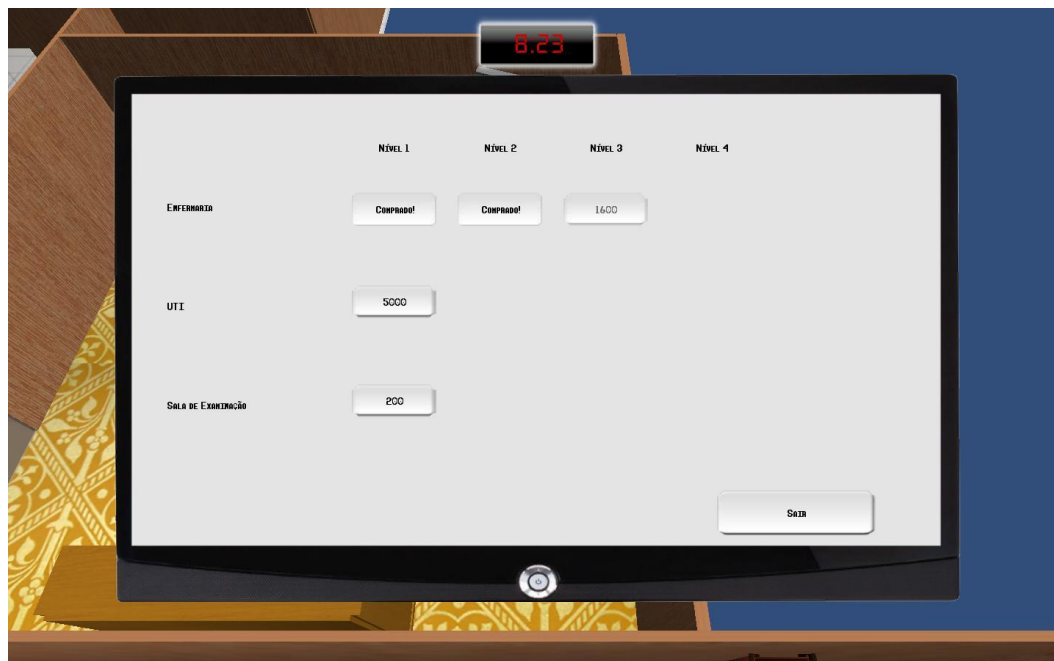 8.23
Nível 1 Nível 2 Nível 3 Nível 4
Enfermaria Comprado! Comprado! 1600
UTI 5000
Sala de Examinação 200
Sair